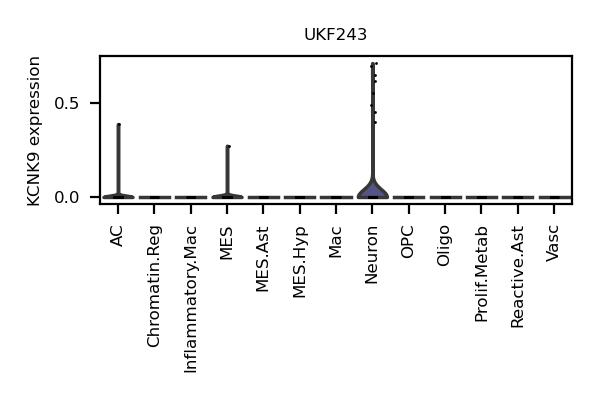 UKF243
KCNK9 expression
0.5
0.0
AC
Chromatin.Reg
Inflammatory.Mac
MES
MES.Ast
MES.Hyp
Mac
Neuron
OPC
Oligo
Prolif.Metab
Reactive.Ast
Vasc